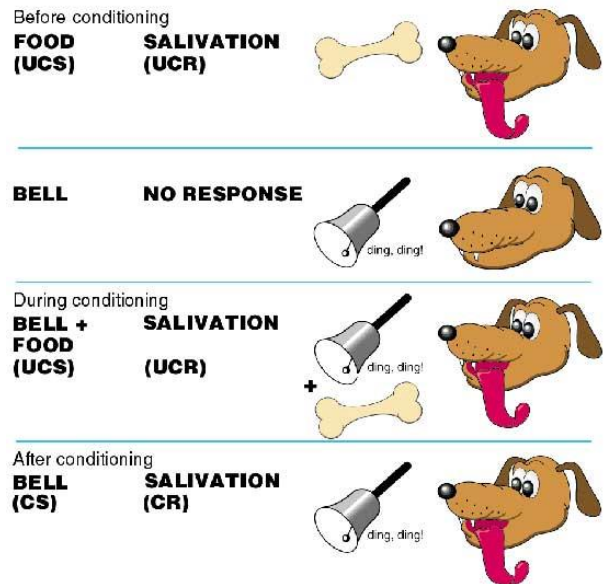 Before conditioning
FOOD SALIVATION
(UCS) (UCR)
BELL NO RESPONSE
ding, ding!
During conditioning
BELL + SALIVATION
FOOD
(UCS) (UCR)
ding, ding!
+
After conditioning
BELL SALIVATION
(CS) (CR)
ding, ding!